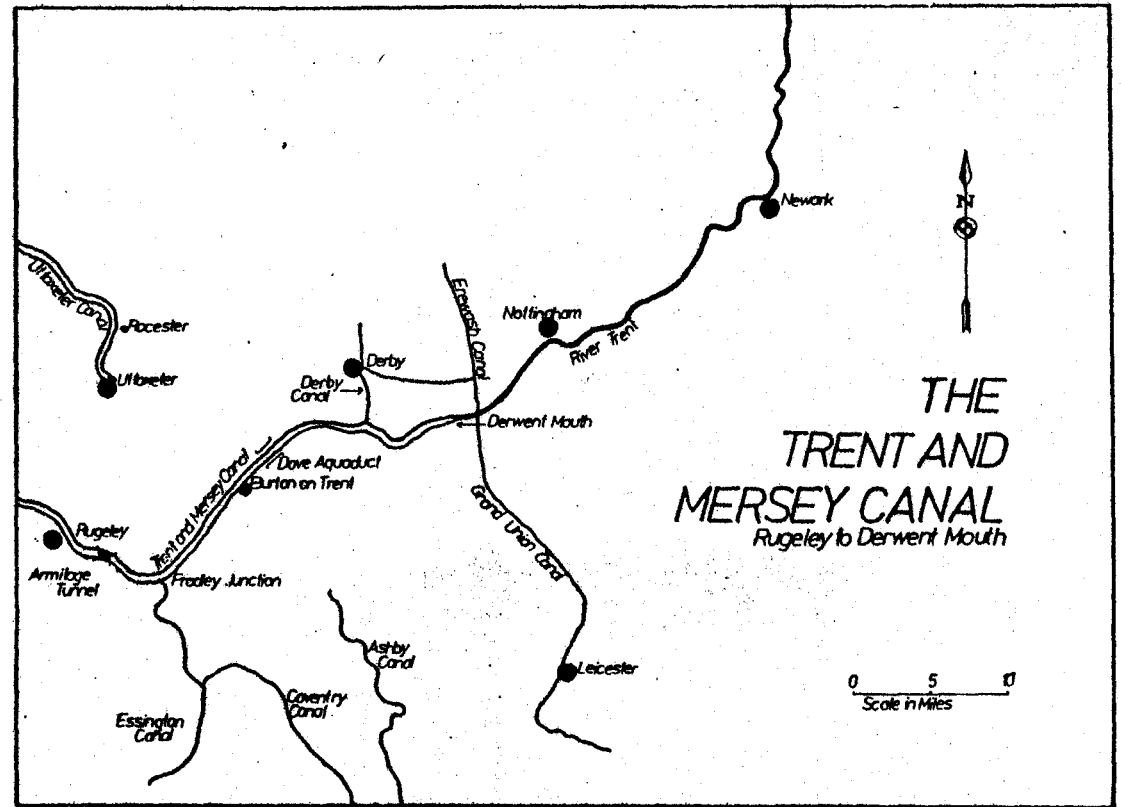 Newark
N
Uttoxeter Canal
Rocester
Uttoxeter
Erewash Canal
Nottingham
River Trent
Derby
Derby
Canal
Derwent Mouth
THE
TRENT AND
MERSEY CANAL
Rugeley to Derwent Mouth
Trent and Mersey Canal
Dove Aquaduct
Burton on Trent
Grand Union Canal
Rugeley
Armitage
Tunnel
Fradley Junction
Ashby
Canal
Leicester
Coventry
Canal
Essington
Canal
0 5 10
Scale in Miles